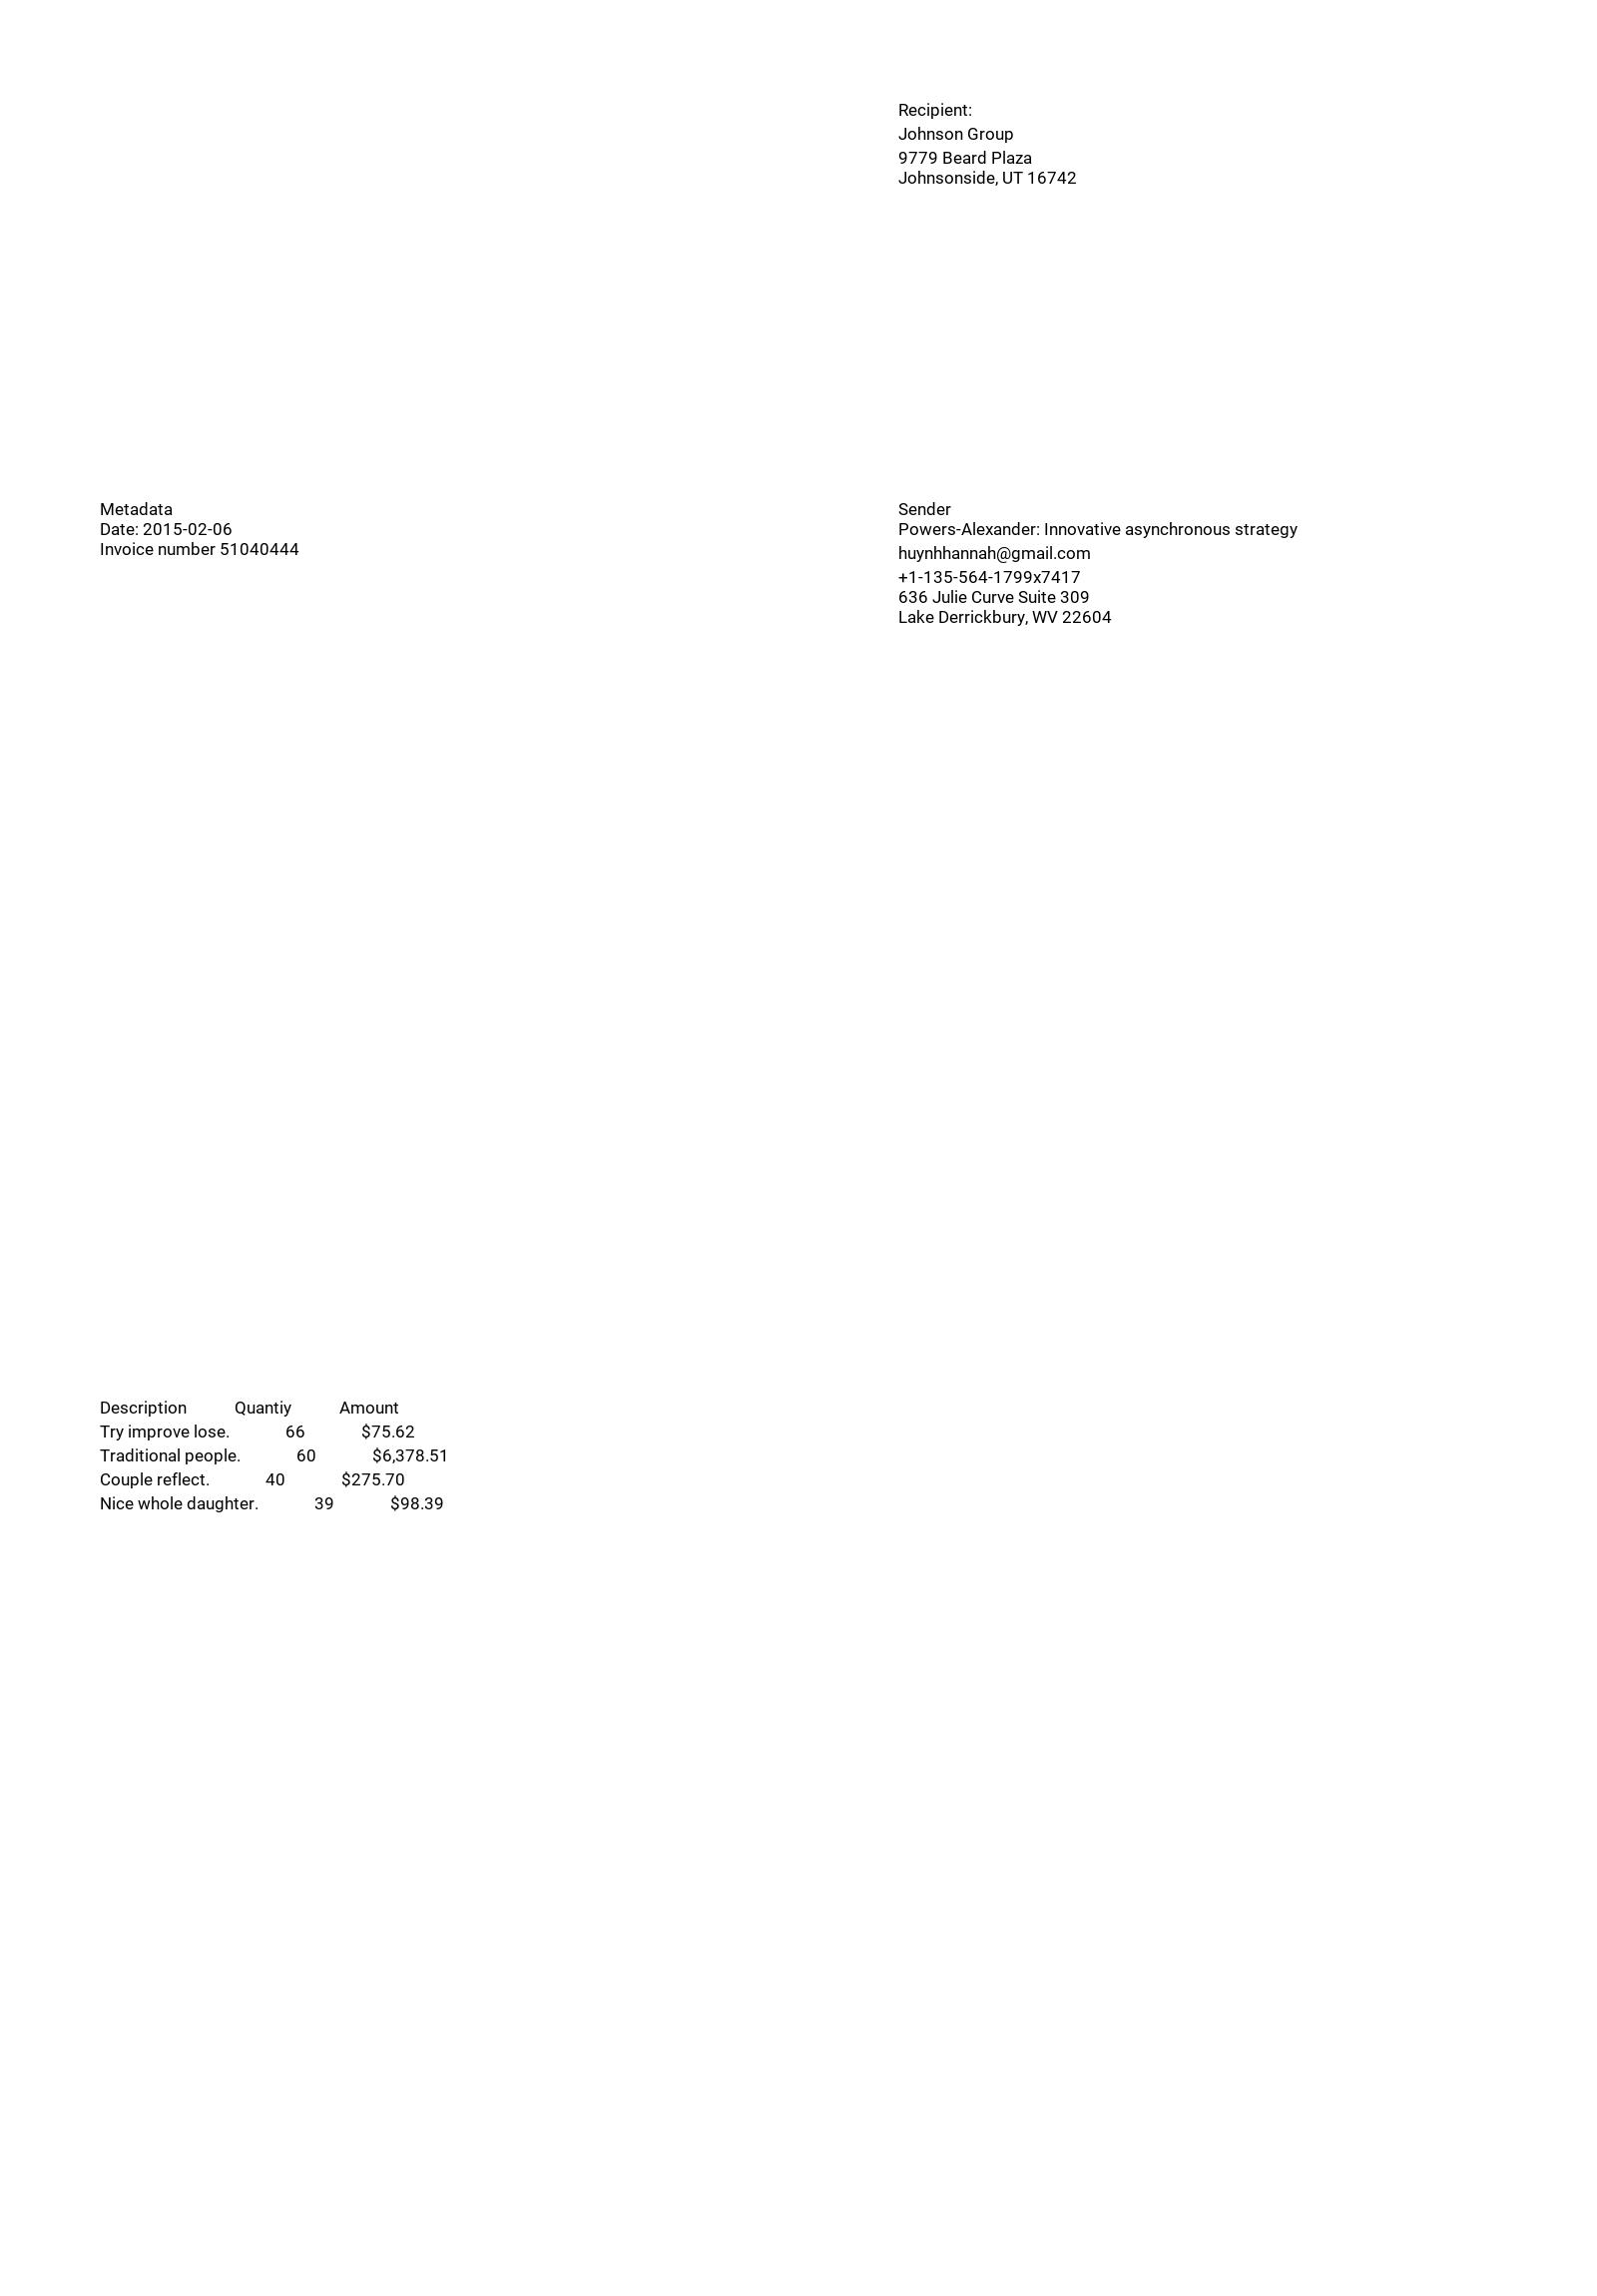 Recipient:
Johnson Group
9779 Beard Plaza
Johnsonside, UT 16742
Metadata
Date: 2015-02-06
Invoice number 51040444
Sender
Powers-Alexander: Innovative asynchronous strategy
huynhhannah@gmail.com
+1-135-564-1799x7417
636 Julie Curve Suite 309
Lake Derrickbury, WV 22604
Description Quantiy Amount
Try improve lose. 66 $75.62
Traditional people. 60 $6,378.51
Couple reflect. 40 $275.70
Nice whole daughter. 39 $98.39